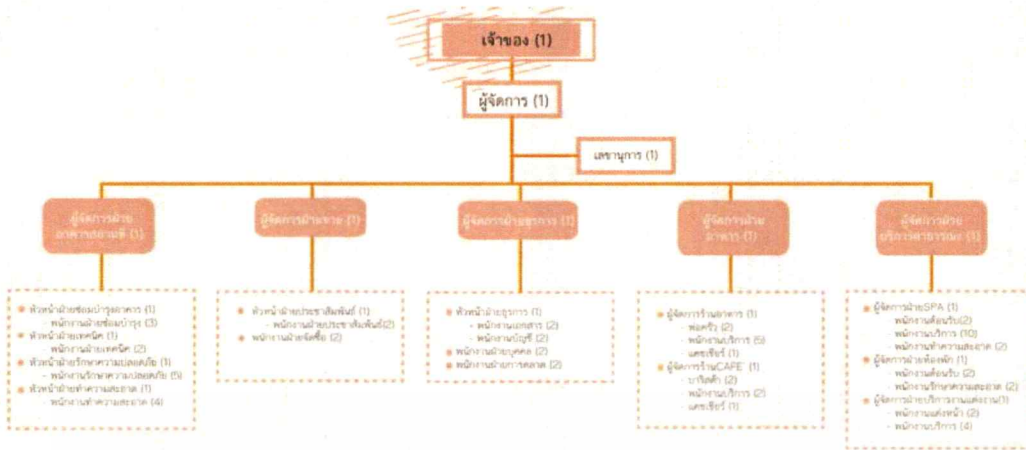 เจ้าของ (1)
ผู้จัดการ (1)
เลขานุการ (1)
ผู้จัดการฝ่าย
อาคารสถานที่ (1)
ผู้จัดการฝ่ายขาย (1)
ผู้จัดการฝ่ายธุรการ (1)
ผู้จัดการฝ่าย
อาหาร (1)
ผู้จัดการฝ่าย
บริการสาธารณะ (1)
หัวหน้าฝ่ายซ่อมบำรุงอาคาร (1)
- พนักงานฝ่ายซ่อมบำรุง (3)
หัวหน้าฝ่ายเทคนิค (1)
- พนักงานฝ่ายเทคนิค (2)
หัวหน้าฝ่ายรักษาความปลอดภัย (1)
- พนักงานรักษาความปลอดภัย (5)
หัวหน้าฝ่ายทำความสะอาด (1)
- พนักงานทำความสะอาด (4)
หัวหน้าฝ่ายประชาสัมพันธ์ (1)
- พนักงานฝ่ายประชาสัมพันธ์(2)
พนักงานฝ่ายจัดซื้อ (2)
หัวหน้าฝ่ายธุรการ (1)
- พนักงานเอกสาร (2)
- พนักงานบัญชี (2)
พนักงานฝ่ายบุคคล (2)
พนักงานฝ่ายการตลาด (2)
ผู้จัดการร้านอาหาร (1)
- พ่อครัว (2)
- พนักงานบริการ (5)
- แคชเชียร์ (1)
ผู้จัดการร้านCAFE (1)
- บาริสต้า (2)
- พนักงานบริการ (2)
- แคชเชียร์ (1)
ผู้จัดการฝ่ายSPA (1)
- พนักงานต้อนรับ(2)
- พนักงานบริการ (10)
- พนักงานทำความสะอาด (2)
ผู้จัดการฝ่ายห้องพัก (1)
- พนักงานต้อนรับ (2)
- พนักงานรักษาความสะอาด (2)
ผู้จัดการฝ่ายบริการงานแต่งงาน(1)
- พนักงานแต่งหน้า (2)
- พนักงานบริการ (4)